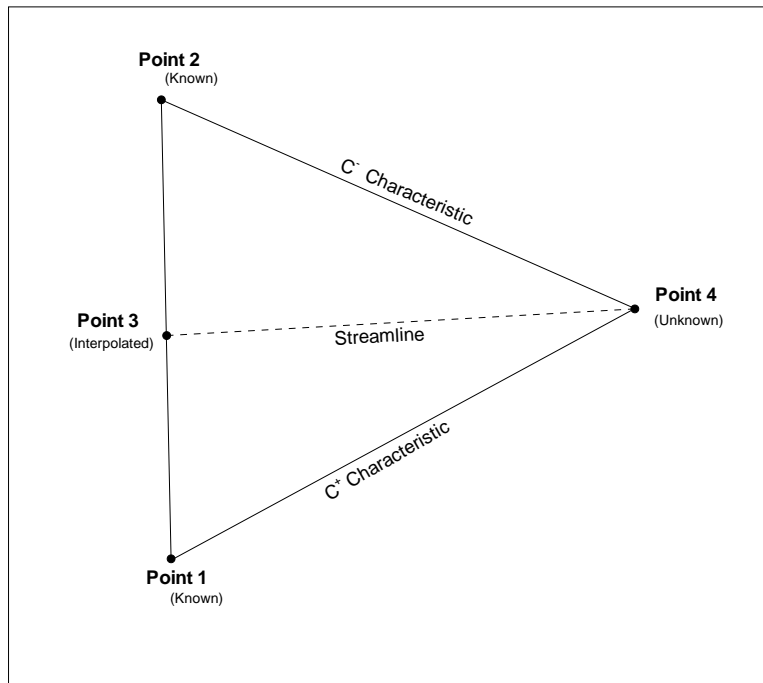 Point 2
(Known)
C- Characteristic
Point 4
(Unknown)
Point 3
(Interpolated)
Streamline
C+ Characteristic
Point 1
(Known)